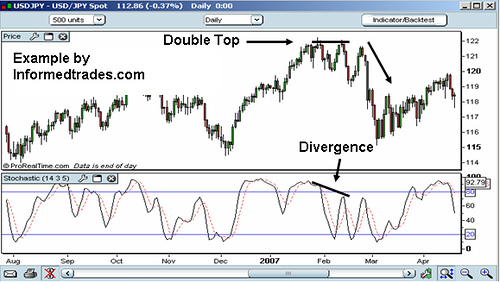 USDJPY - USD/JPY Spot 112.86 (-0.37%) Daily 0:00
500 units
Daily
Indicator/Backtest
Price
Double Top
Example by
Informedtrades.com
122
121
120
119
118
117
116
115
114
Divergence
© ProRealTime.com Data is end of day
Stochastic (14 3 5)
100
92.79
80
20
0
Aug
Sep
Oct
Nov
Dec
2007
Feb
Mar
Apr